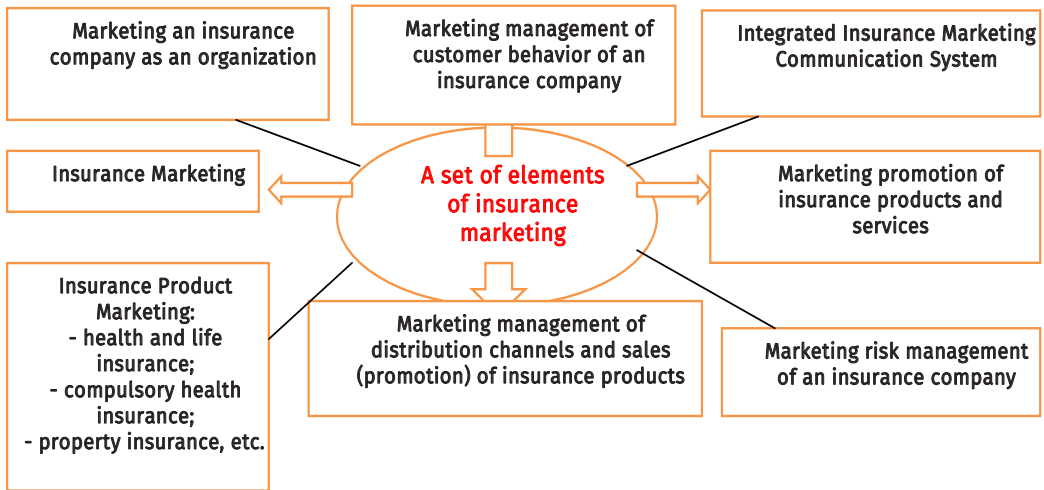 Marketing an insurance
company as an organization
Marketing management of
customer behavior of an
insurance company
Integrated Insurance Marketing
Communication System
Insurance Marketing
A set of elements
of insurance
marketing
Marketing promotion of
insurance products and
services
Insurance Product
Marketing:
- health and life
insurance;
- compulsory health
insurance;
- property insurance, etc.
Marketing management of
distribution channels and sales
(promotion) of insurance products
Marketing risk management
of an insurance company